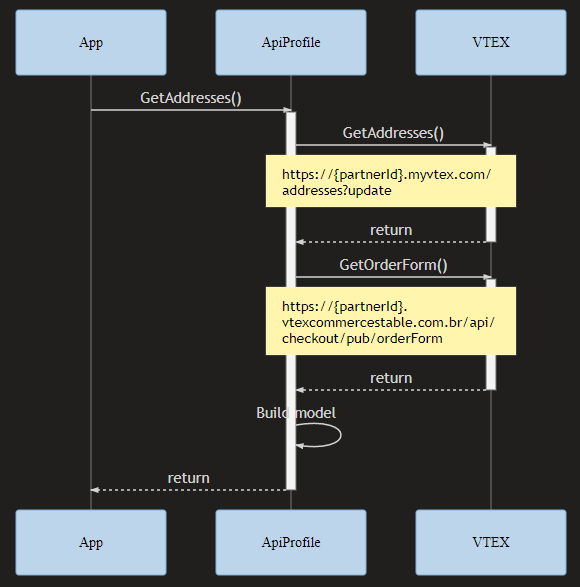 App ApiProfile VTEX
GetAddresses()
GetAddresses()
https://{partnerId}.myvtex.com/
addresses?update
return
GetOrderForm()
https://{partnerId}.
vtexcommercestable.com.br/api/
checkout/pub/orderForm
return
Build model
return
App ApiProfile VTEX